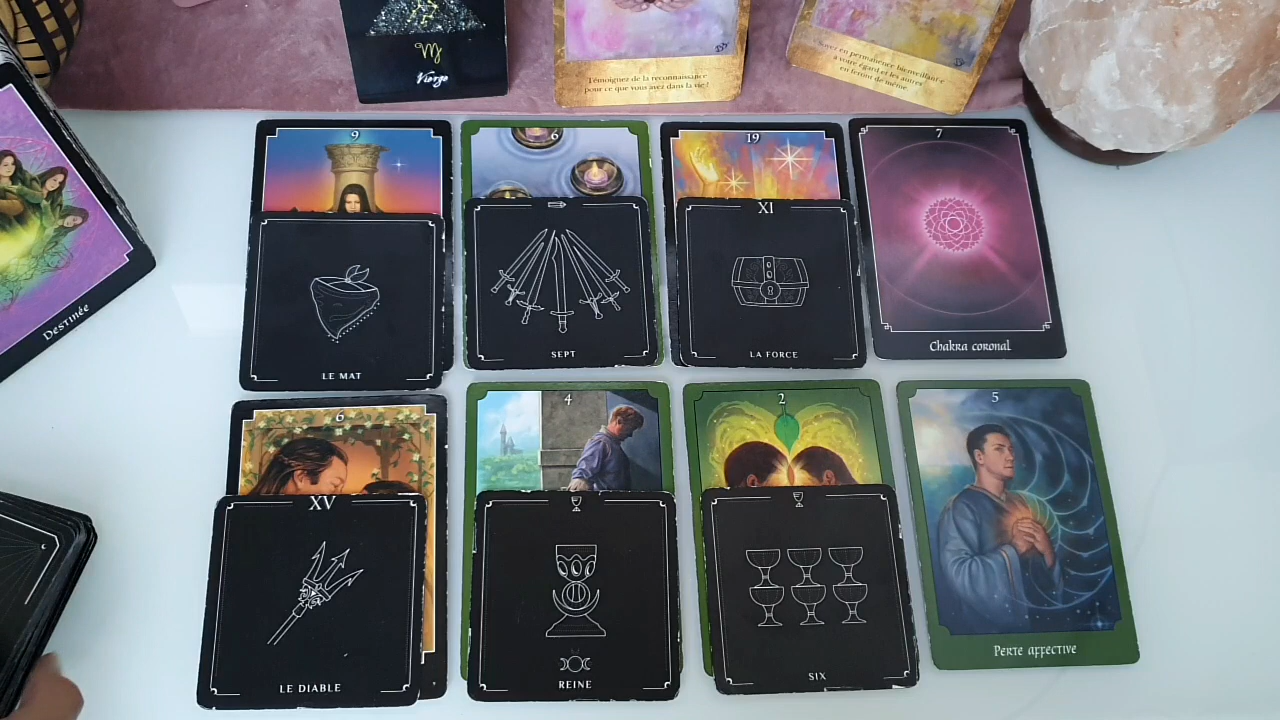 ♍
Vierge
Témoignez de la reconnaissance
pour ce que vous avez dans la vie!
Soyez en permanence bienveillant·e
à votre égard et les autres
en feront de même.
Destinée
9
LE MAT
6
SEPT
19
XI
LA FORCE
7
Chakra coronal
6
XV
LE DIABLE
4
REINE
2
SIX
5
Perte affective